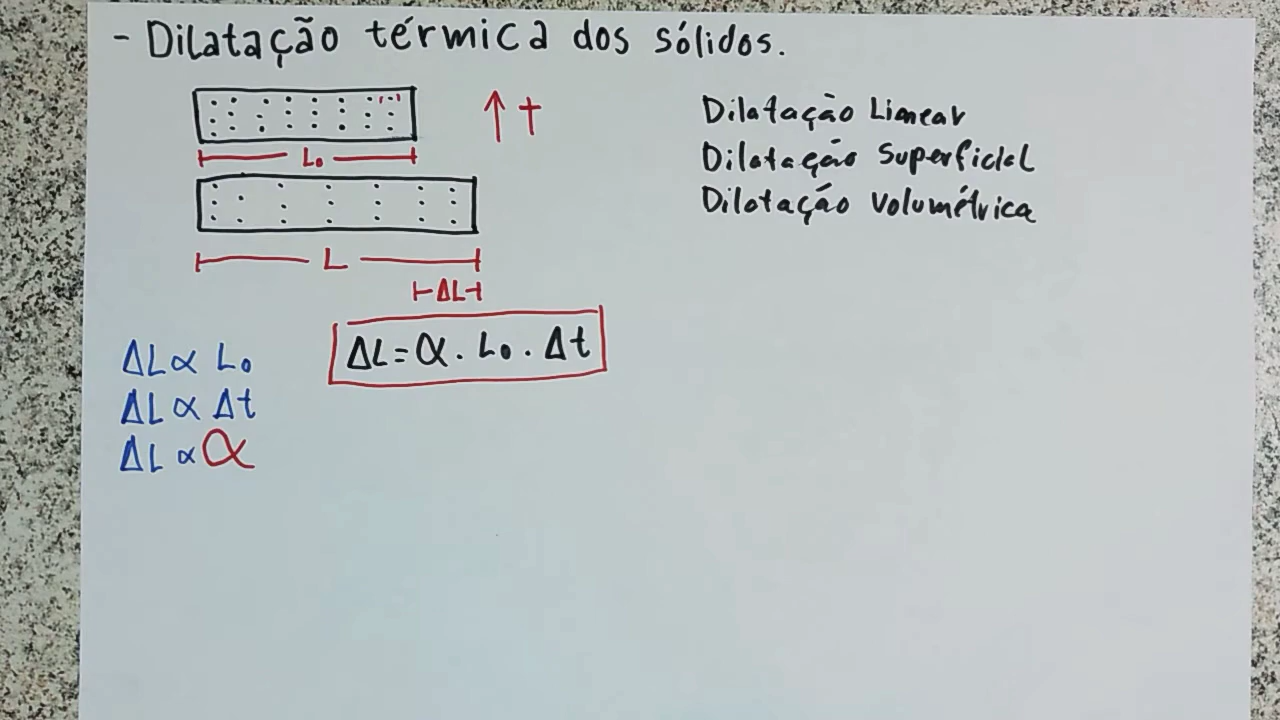 - Dilatação térmica dos sólidos.
↑ t
L₀
L
ΔL
Dilatação Linear
Dilatação Superficial
Dilatação Volumétrica
ΔL = α . L₀ . Δt
ΔL ∝ L₀
ΔL ∝ Δt
ΔL ∝ α